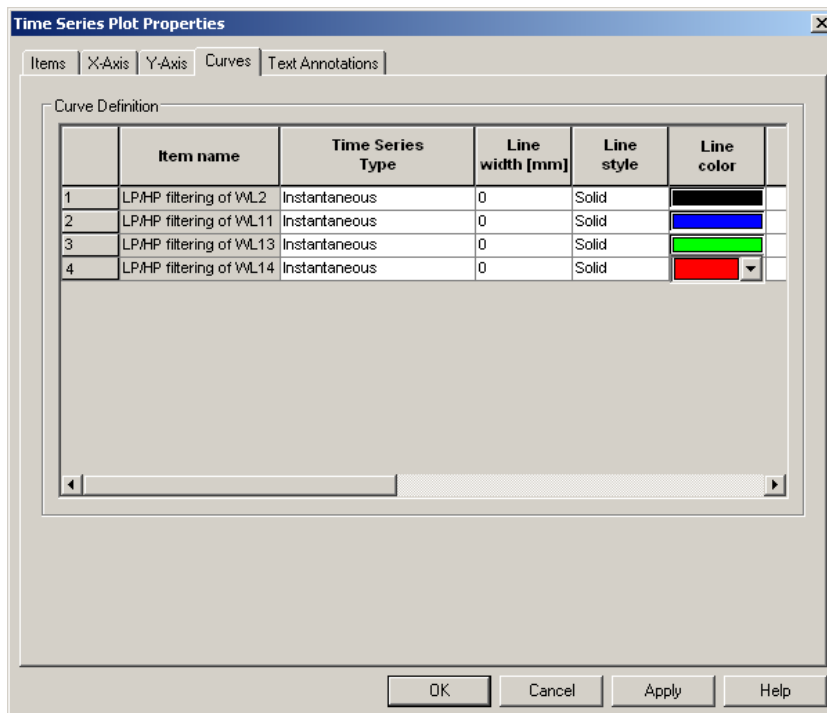 Time Series Plot Properties
Items X-Axis Y-Axis Curves Text Annotations
Curve Definition
Item name Time Series Type Line width [mm] Line style Line color
1 LP/HP filtering of WL2 Instantaneous 0 Solid
2 LP/HP filtering of WL11 Instantaneous 0 Solid
3 LP/HP filtering of WL13 Instantaneous 0 Solid
4 LP/HP filtering of WL14 Instantaneous 0 Solid
OK Cancel Apply Help